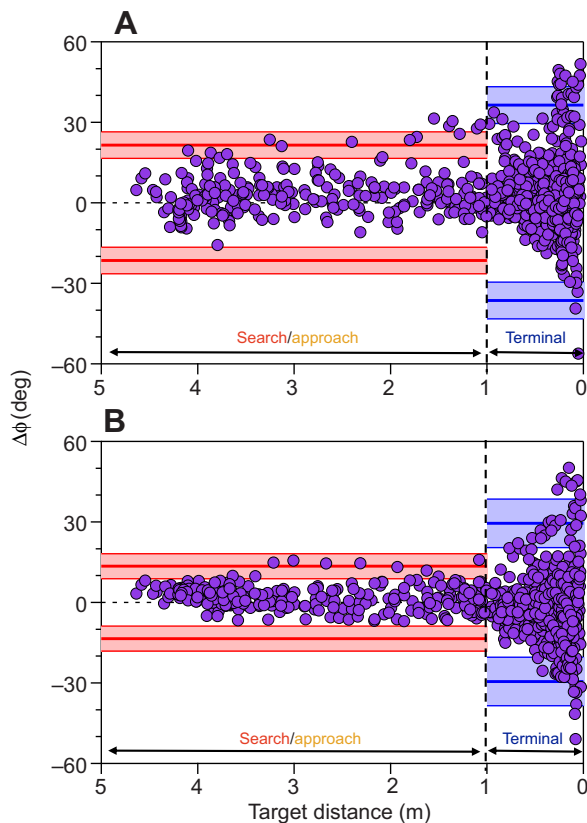 A
60
30
0
–30
–60
Search/approach
Terminal
5
4
3
2
1
0
Δϕ(deg)
B
60
30
0
–30
–60
Search/approach
Terminal
5
4
3
2
1
0
Target distance (m)